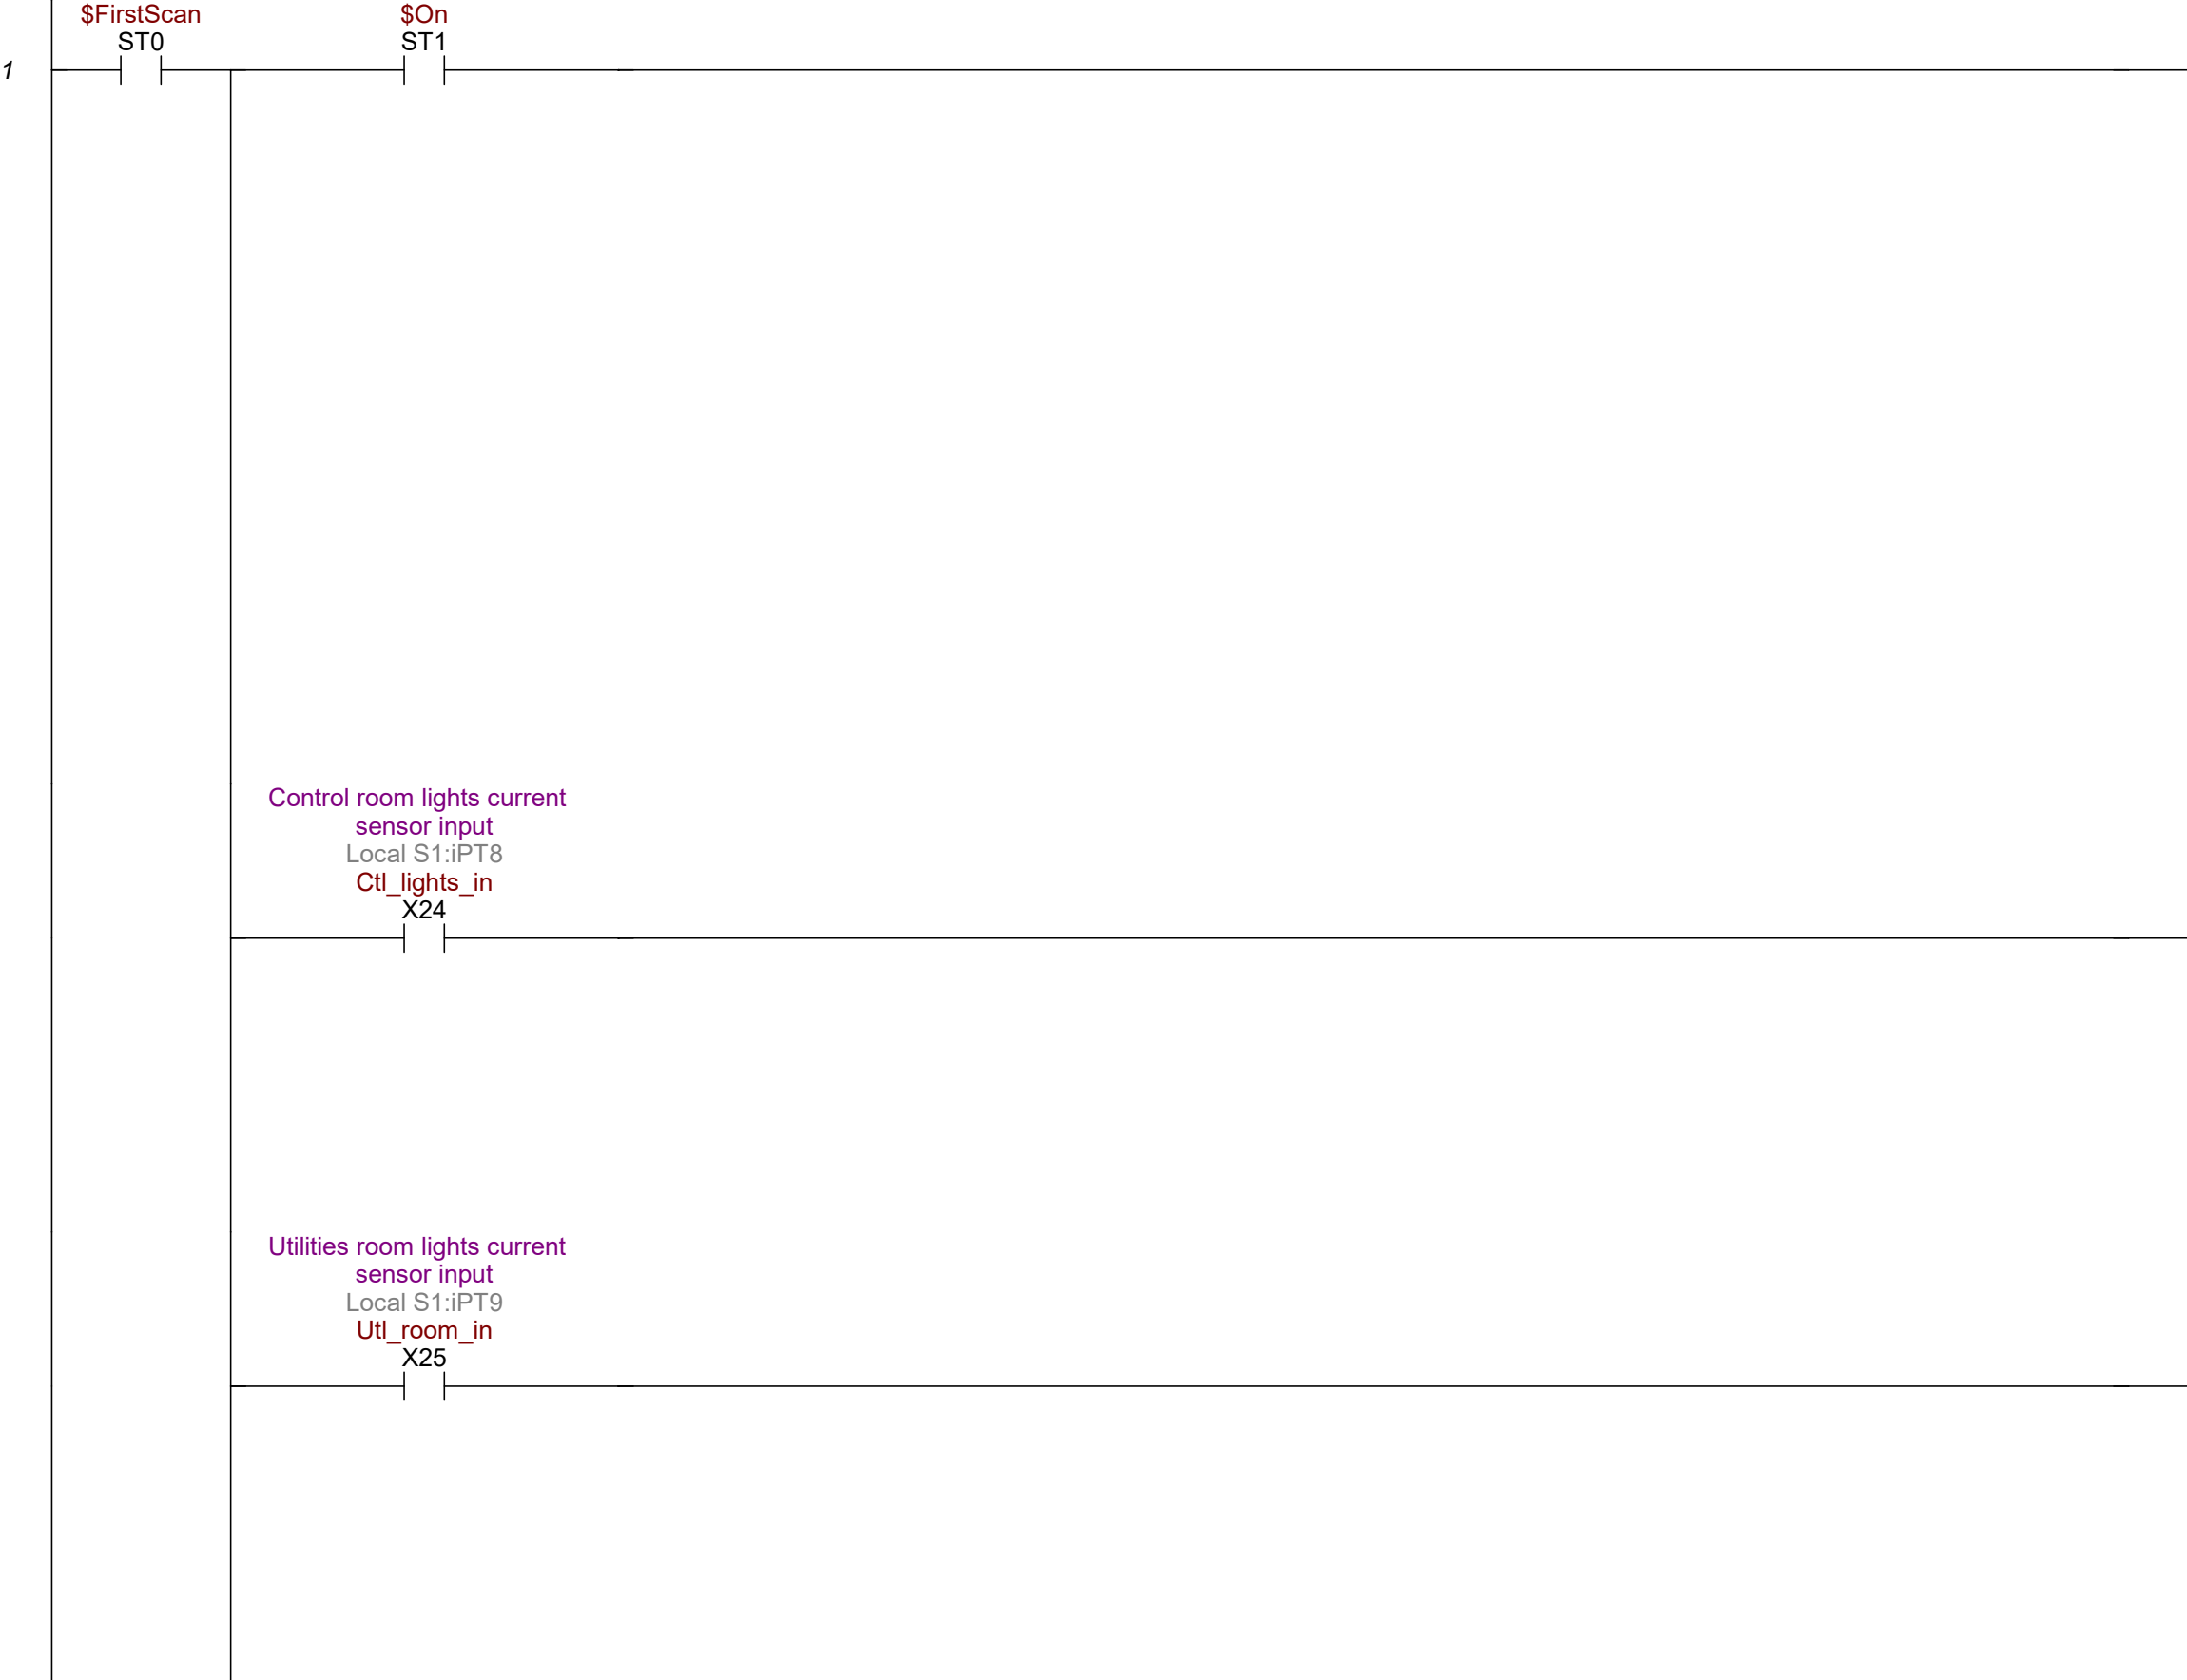 $FirstScan
$On
ST0
ST1
1
Control room lights current
sensor input
Local S1:iPT8
Ctl_lights_in
X24
Utilities room lights current
sensor input
Local S1:iPT9
Utl_room_in
X25